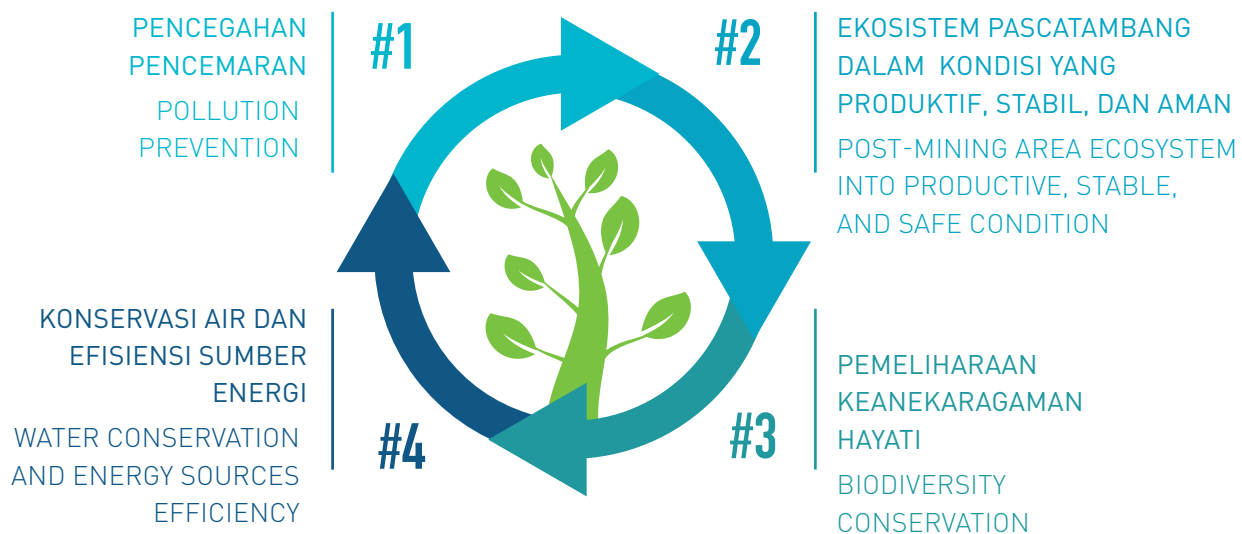 #1
PENCEGAHAN
PENCEMARAN
POLLUTION
PREVENTION
#2
EKOSISTEM PASCATAMBANG
DALAM KONDISI YANG
PRODUKTIF, STABIL, DAN AMAN
POST-MINING AREA ECOSYSTEM
INTO PRODUCTIVE, STABLE,
AND SAFE CONDITION
#3
PEMELIHARAAN
KEANEKARAGAMAN
HAYATI
BIODIVERSITY
CONSERVATION
#4
KONSERVASI AIR DAN
EFISIENSI SUMBER
ENERGI
WATER CONSERVATION
AND ENERGY SOURCES
EFFICIENCY